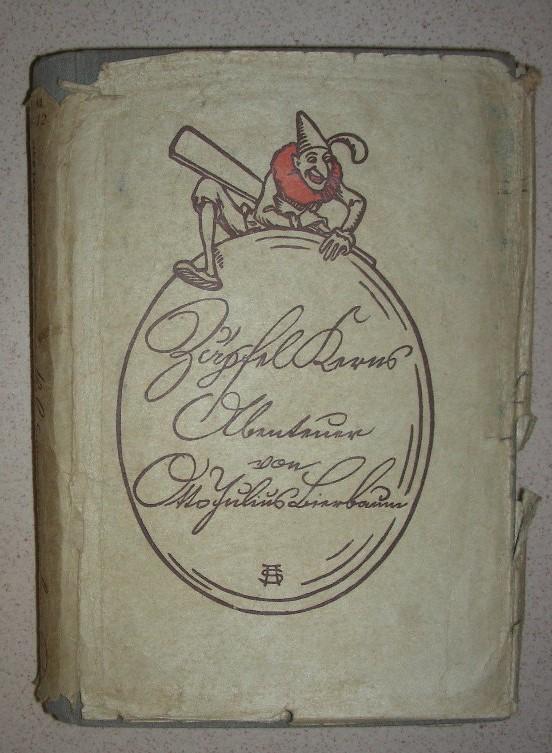 Zäpfel Kerns
Abenteuer
von
Otto Julius Bierbaum